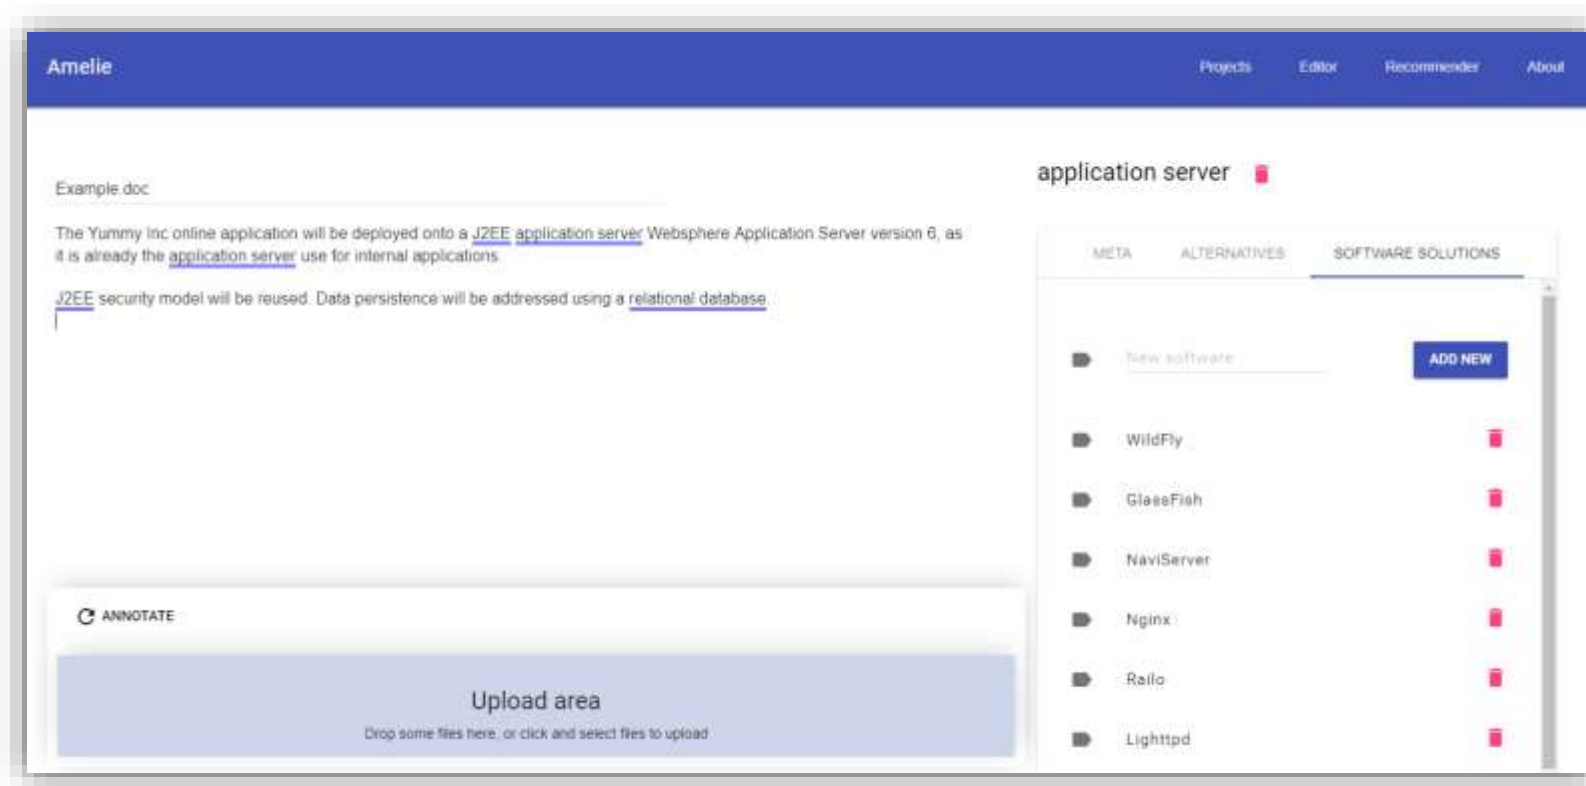 Amelie
Projects Editor Recommender About
Example.doc
The Yummy Inc online application will be deployed onto a J2EE application server Websphere Application Server version 6, as
it is already the application server use for internal applications.
J2EE security model will be reused. Data persistence will be addressed using a relational database.
ANNOTATE
Upload area
Drop some files here, or click and select files to upload
application server
META ALTERNATIVES SOFTWARE SOLUTIONS
New software
ADD NEW
WildFly
GlassFish
NaviServer
Nginx
Railo
Lighttpd